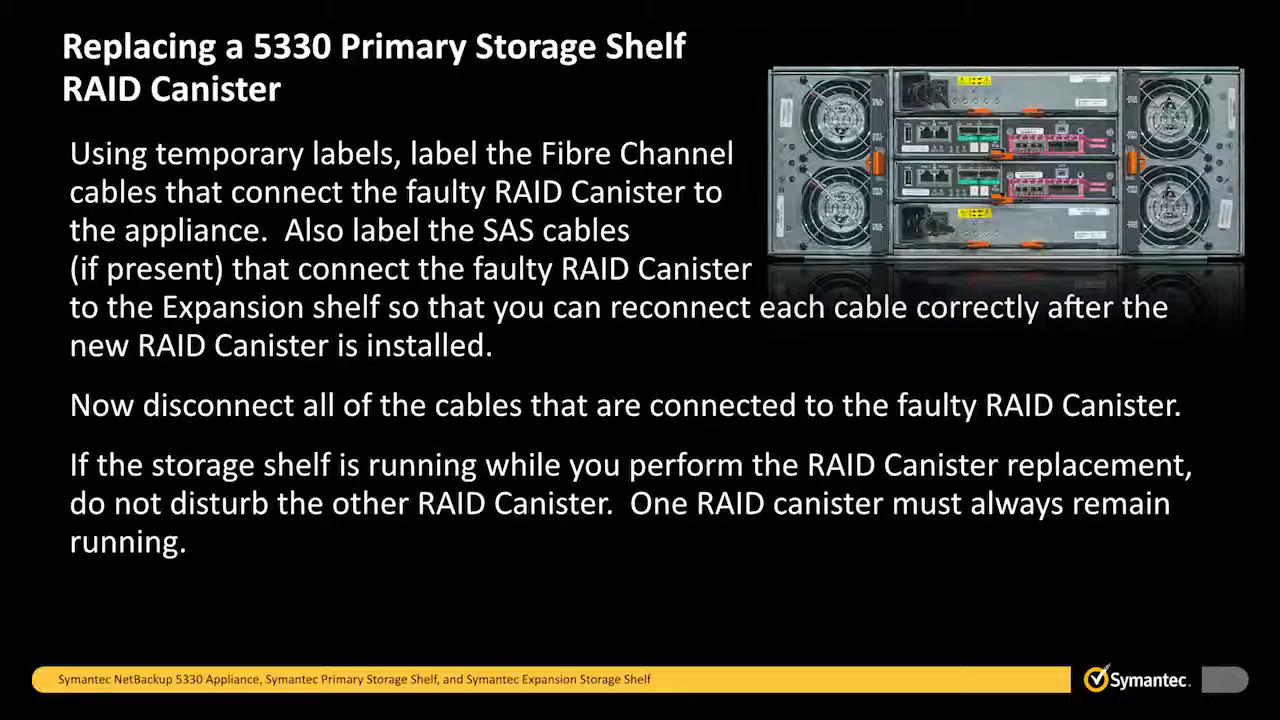 Replacing a 5330 Primary Storage Shelf
RAID Canister
Using temporary labels, label the Fibre Channel
cables that connect the faulty RAID Canister to
the appliance.  Also label the SAS cables
(if present) that connect the faulty RAID Canister
to the Expansion shelf so that you can reconnect each cable correctly after the
new RAID Canister is installed.
Now disconnect all of the cables that are connected to the faulty RAID Canister.
If the storage shelf is running while you perform the RAID Canister replacement,
do not disturb the other RAID Canister.  One RAID canister must always remain
running.
Symantec NetBackup 5330 Appliance, Symantec Primary Storage Shelf, and Symantec Expansion Storage Shelf
Symantec.